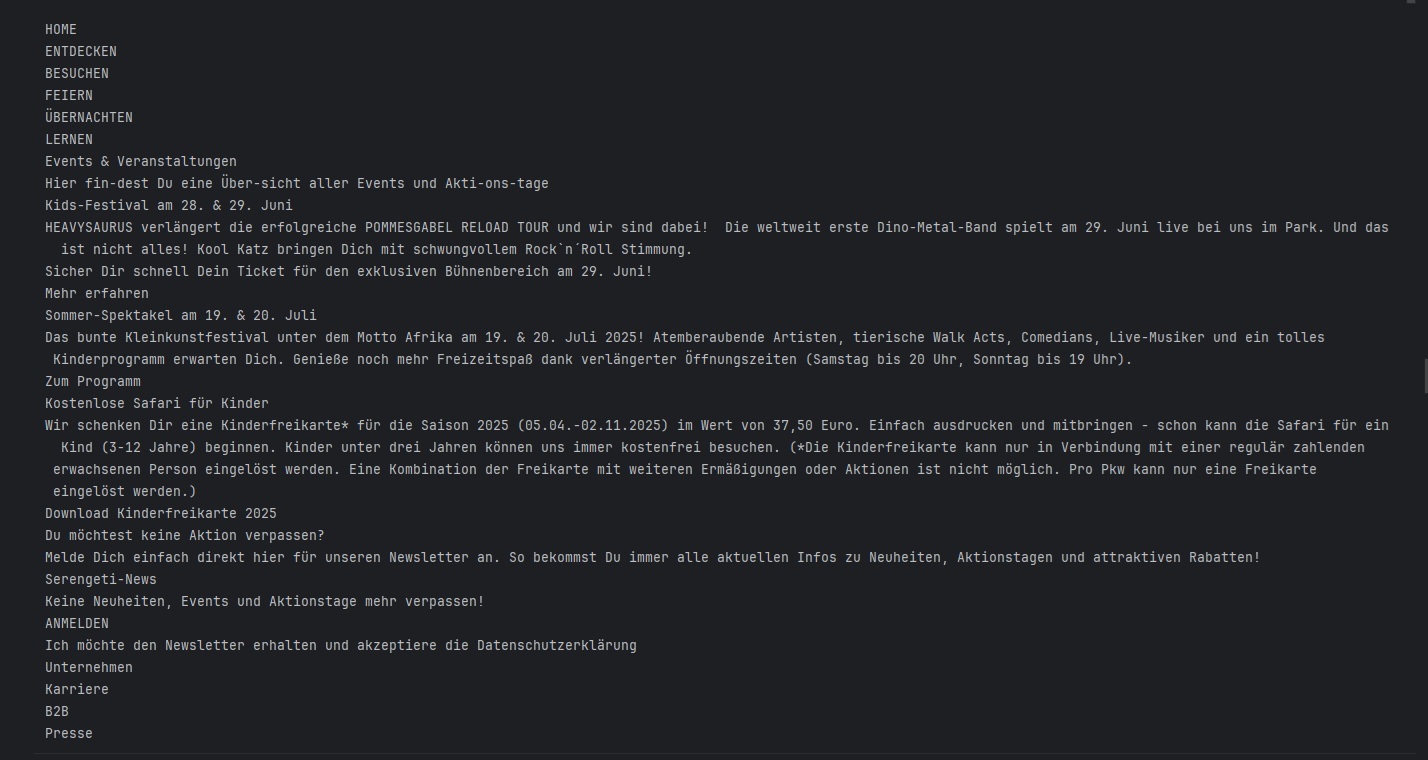 HOME
ENTDECKEN
BESUCHEN
FEIERN
ÜBERNACHTEN
LERNEN
Events & Veranstaltungen
Hier fin-dest Du eine Über-sicht aller Events und Akti-ons-tage
Kids-Festival am 28. & 29. Juni
HEAVYSAURUS verlängert die erfolgreiche POMMESGABEL RELOAD TOUR und wir sind dabei!  Die weltweit erste Dino-Metal-Band spielt am 29. Juni live bei uns im Park. Und das
ist nicht alles! Kool Katz bringen Dich mit schwungvollem Rock`n´Roll Stimmung.
Sicher Dir schnell Dein Ticket für den exklusiven Bühnenbereich am 29. Juni!
Mehr erfahren
Sommer-Spektakel am 19. & 20. Juli
Das bunte Kleinkunstfestival unter dem Motto Afrika am 19. & 20. Juli 2025! Atemberaubende Artisten, tierische Walk Acts, Comedians, Live-Musiker und ein tolles
Kinderprogramm erwarten Dich. Genieße noch mehr Freizeitspaß dank verlängerter Öffnungszeiten (Samstag bis 20 Uhr, Sonntag bis 19 Uhr).
Zum Programm
Kostenlose Safari für Kinder
Wir schenken Dir eine Kinderfreikarte* für die Saison 2025 (05.04.-02.11.2025) im Wert von 37,50 Euro. Einfach ausdrucken und mitbringen - schon kann die Safari für ein
Kind (3-12 Jahre) beginnen. Kinder unter drei Jahren können uns immer kostenfrei besuchen. (*Die Kinderfreikarte kann nur in Verbindung mit einer regulär zahlenden
erwachsenen Person eingelöst werden. Eine Kombination der Freikarte mit weiteren Ermäßigungen oder Aktionen ist nicht möglich. Pro Pkw kann nur eine Freikarte
eingelöst werden.)
Download Kinderfreikarte 2025
Du möchtest keine Aktion verpassen?
Melde Dich einfach direkt hier für unseren Newsletter an. So bekommst Du immer alle aktuellen Infos zu Neuheiten, Aktionstagen und attraktiven Rabatten!
Serengeti-News
Keine Neuheiten, Events und Aktionstage mehr verpassen!
ANMELDEN
Ich möchte den Newsletter erhalten und akzeptiere die Datenschutzerklärung
Unternehmen
Karriere
B2B
Presse